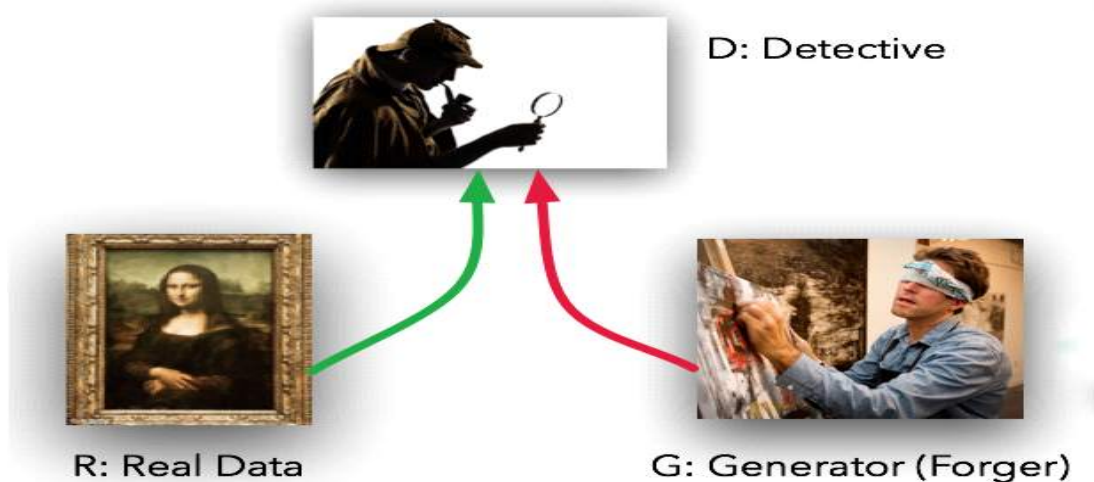 D: Detective
R: Real Data
G: Generator (Forger)